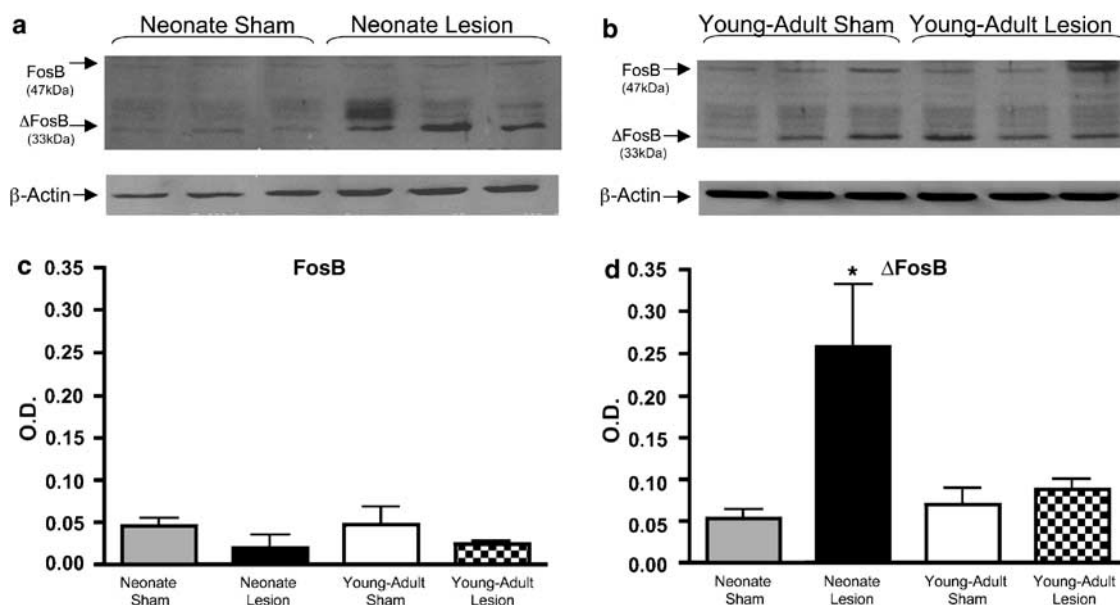 a
Neonate Sham Neonate Lesion
FosB
(47kDa)
ΔFosB
(33kDa)
β-Actin
b
Young-Adult Sham Young-Adult Lesion
FosB
(47kDa)
ΔFosB
(33kDa)
β-Actin
c
FosB
O.D.
0.35
0.30
0.25
0.20
0.15
0.10
0.05
0.00
Neonate Sham
Neonate Lesion
Young-Adult Sham
Young-Adult Lesion
d
ΔFosB
*
O.D.
0.35
0.30
0.25
0.20
0.15
0.10
0.05
0.00
Neonate Sham
Neonate Lesion
Young-Adult Sham
Young-Adult Lesion